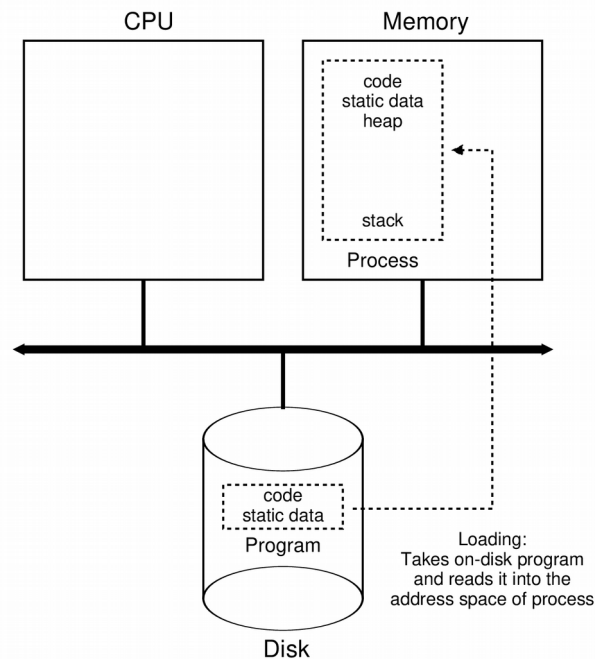 CPU
Memory
code
static data
heap
stack
Process
code
static data
Program
Loading:
Takes on-disk program
and reads it into the
address space of process
Disk